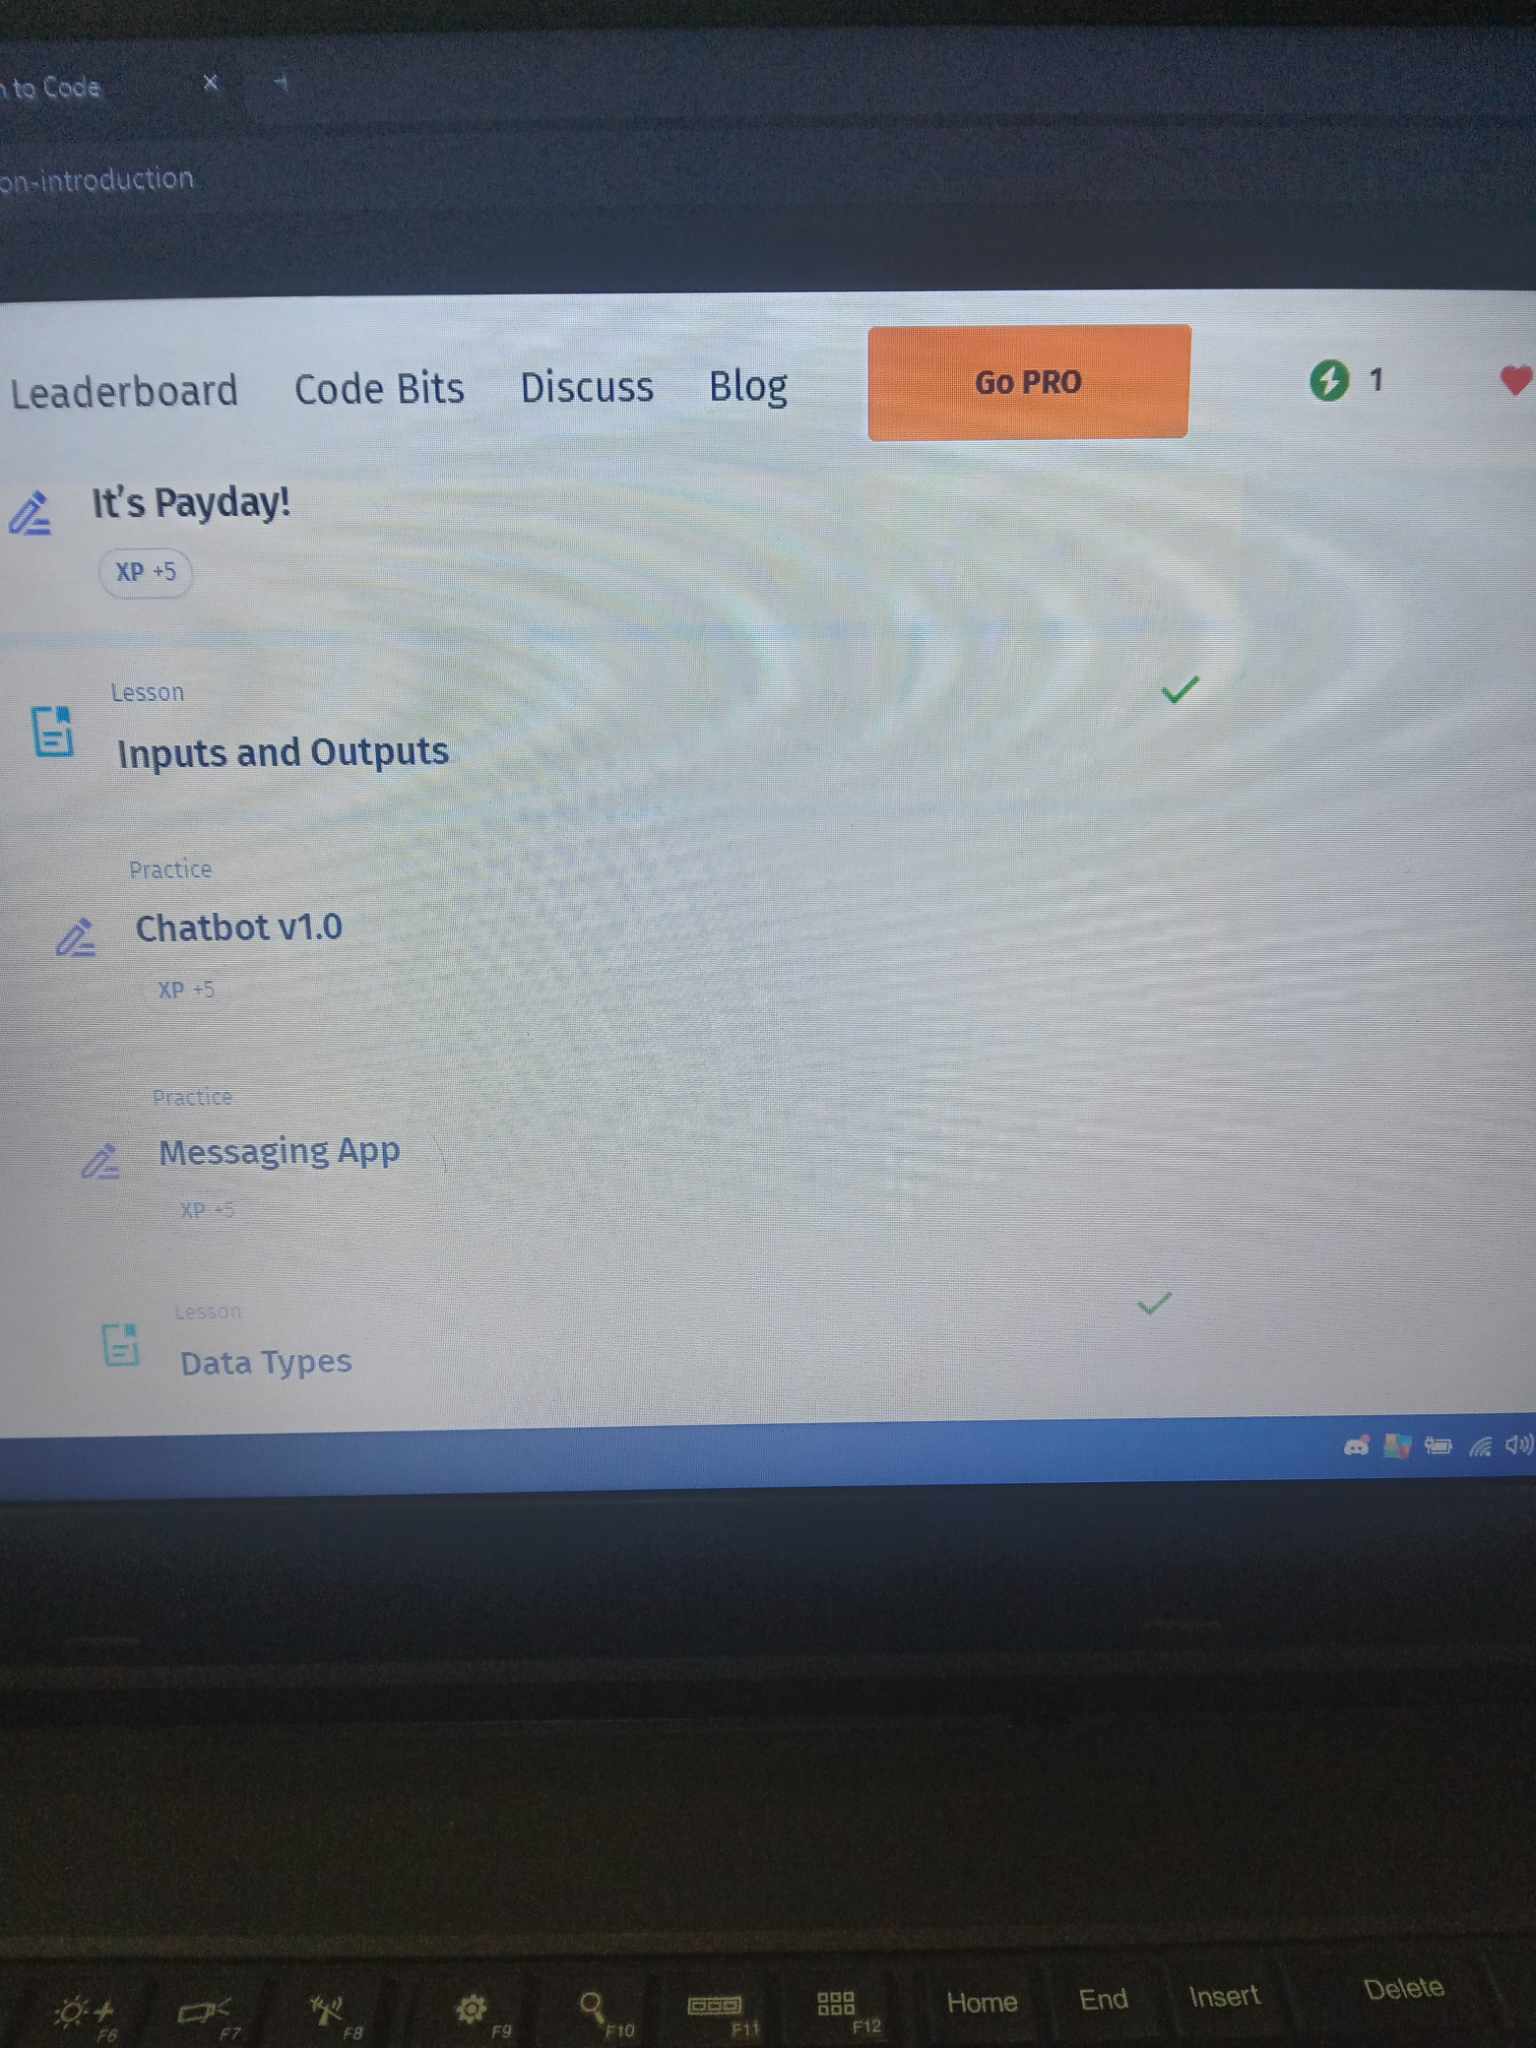 n to Code
on-introduction
Leaderboard Code Bits Discuss Blog Go PRO 1
It's Payday!
XP +5
Lesson
Inputs and Outputs
Practice
Chatbot v1.0
XP +5
Practice
Messaging App
XP +5
Lesson
Data Types
F6 F7 F8 F9 F10 F11 F12 Home End Insert Delete